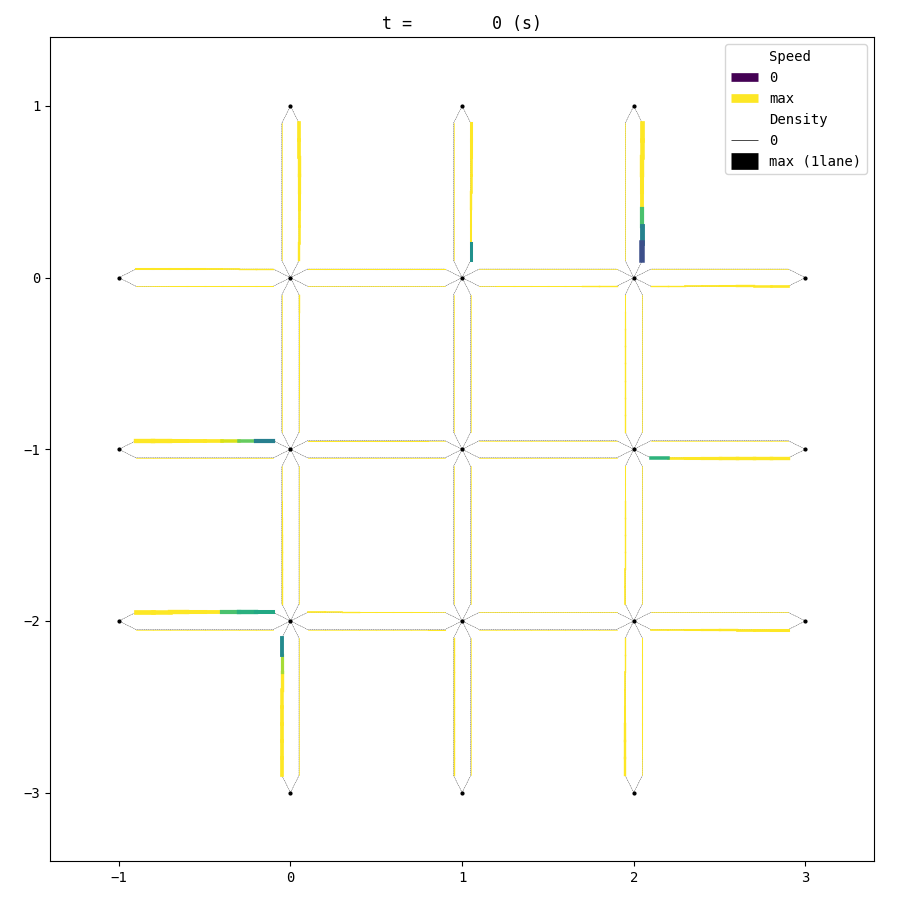 t =        0 (s)
Speed
0
max
Density
0
max (1lane)
1
0
−1
−2
−3
−1 0 1 2 3